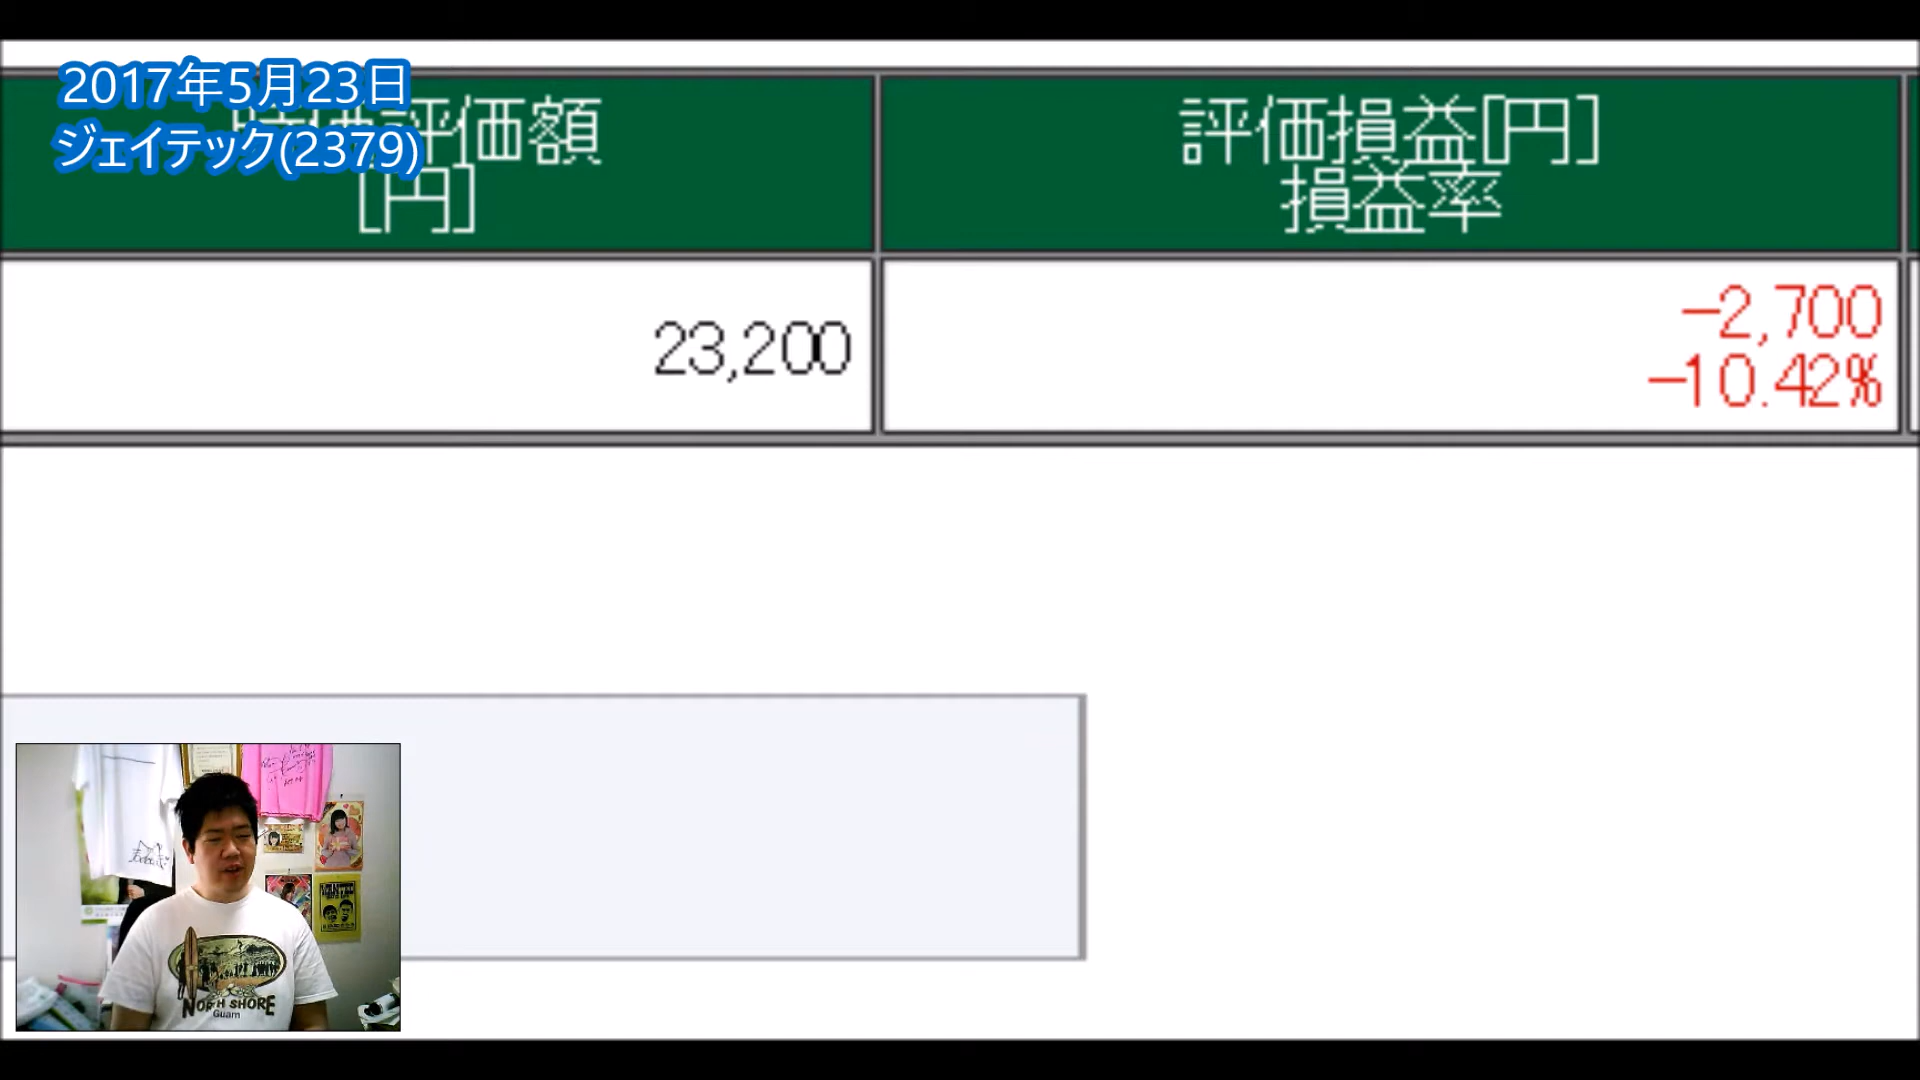 2017年5月23日
ジェイテック(2379)
時価評価額
[円]
評価損益[円]
損益率
23,200
-2,700
-10.42%
NORTH SHORE
Guam